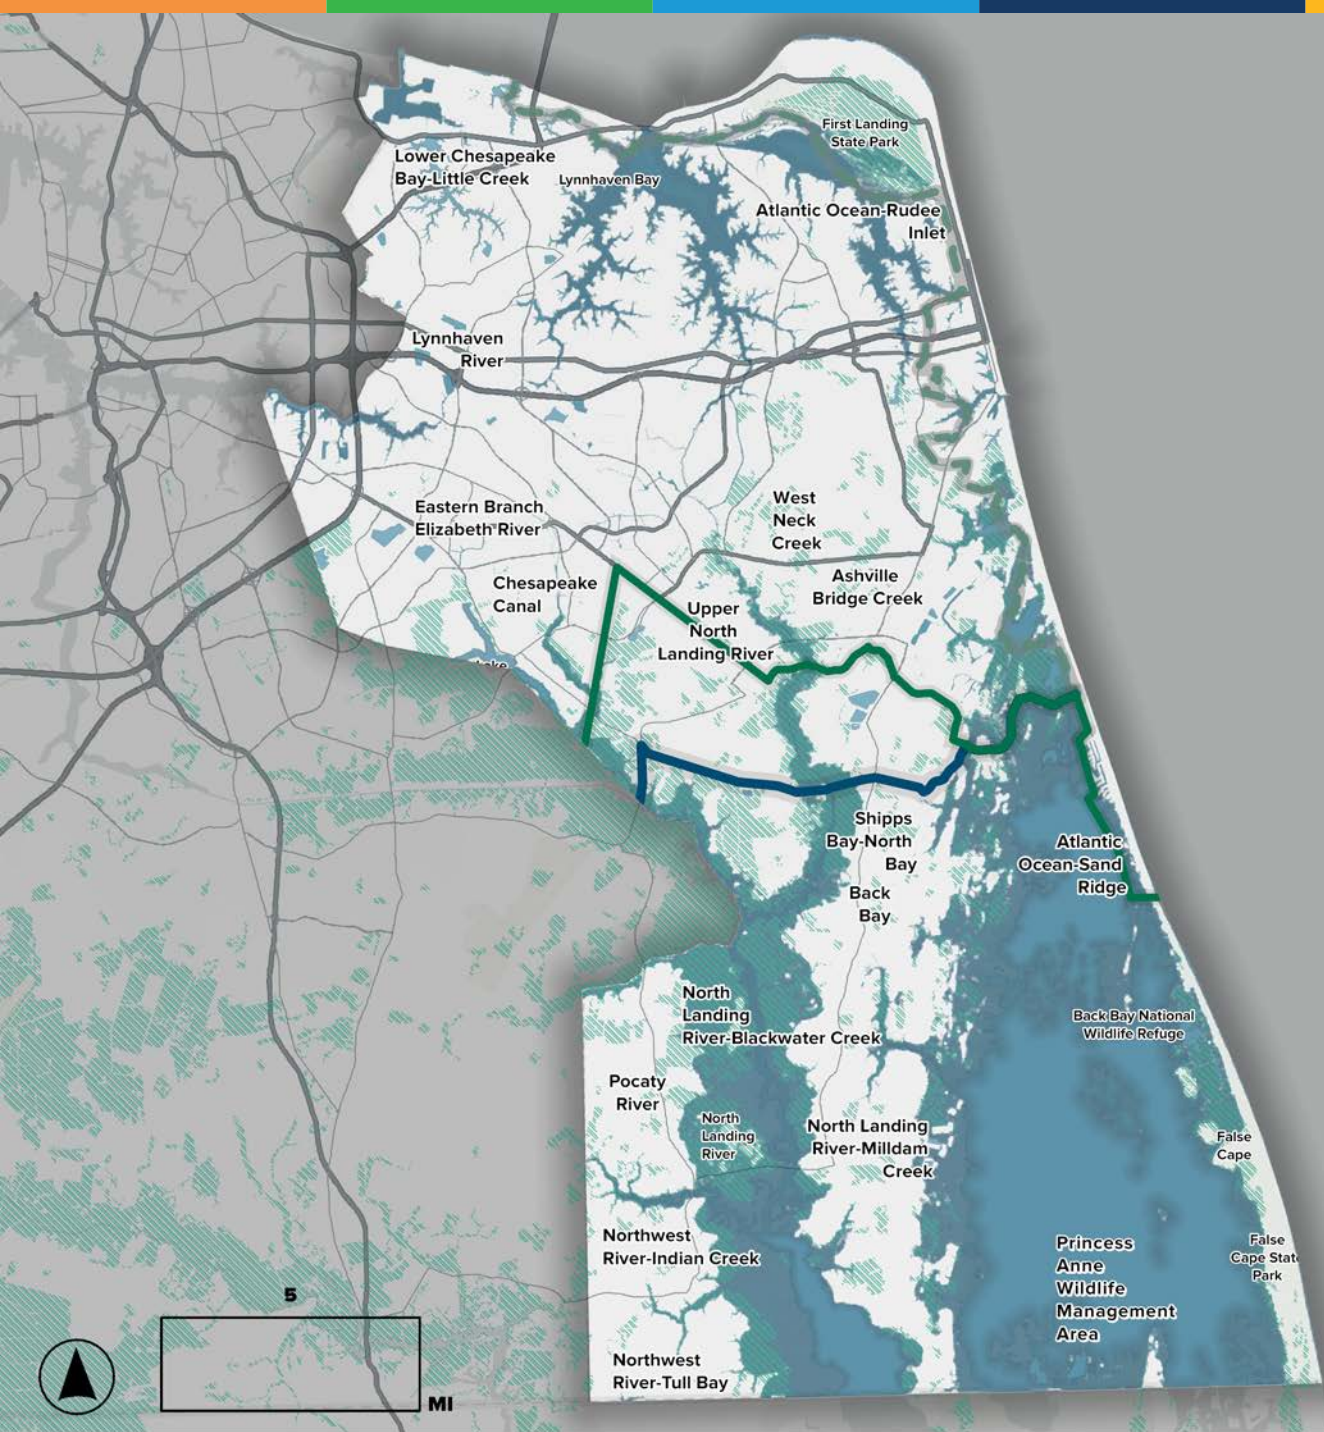 First Landing
State Park
Lower Chesapeake
Bay-Little Creek
Lynnhaven Bay
Atlantic Ocean-Rudee
Inlet
Lynnhaven
River
West
Neck
Creek
Eastern Branch
Elizabeth River
Chesapeake
Canal
Ashville
Bridge Creek
Upper
North
Landing River
Shipps
Bay-North
Bay
Atlantic
Ocean-Sand
Ridge
Back
Bay
North
Landing
River-Blackwater Creek
Back Bay National
Wildlife Refuge
Pocaty
River
North
Landing
River
North Landing
River-Milldam
Creek
False
Cape
Northwest
River-Indian Creek
Princess
Anne
Wildlife
Management
Area
False
Cape Stat
Park
5
MI
Northwest
River-Tull Bay